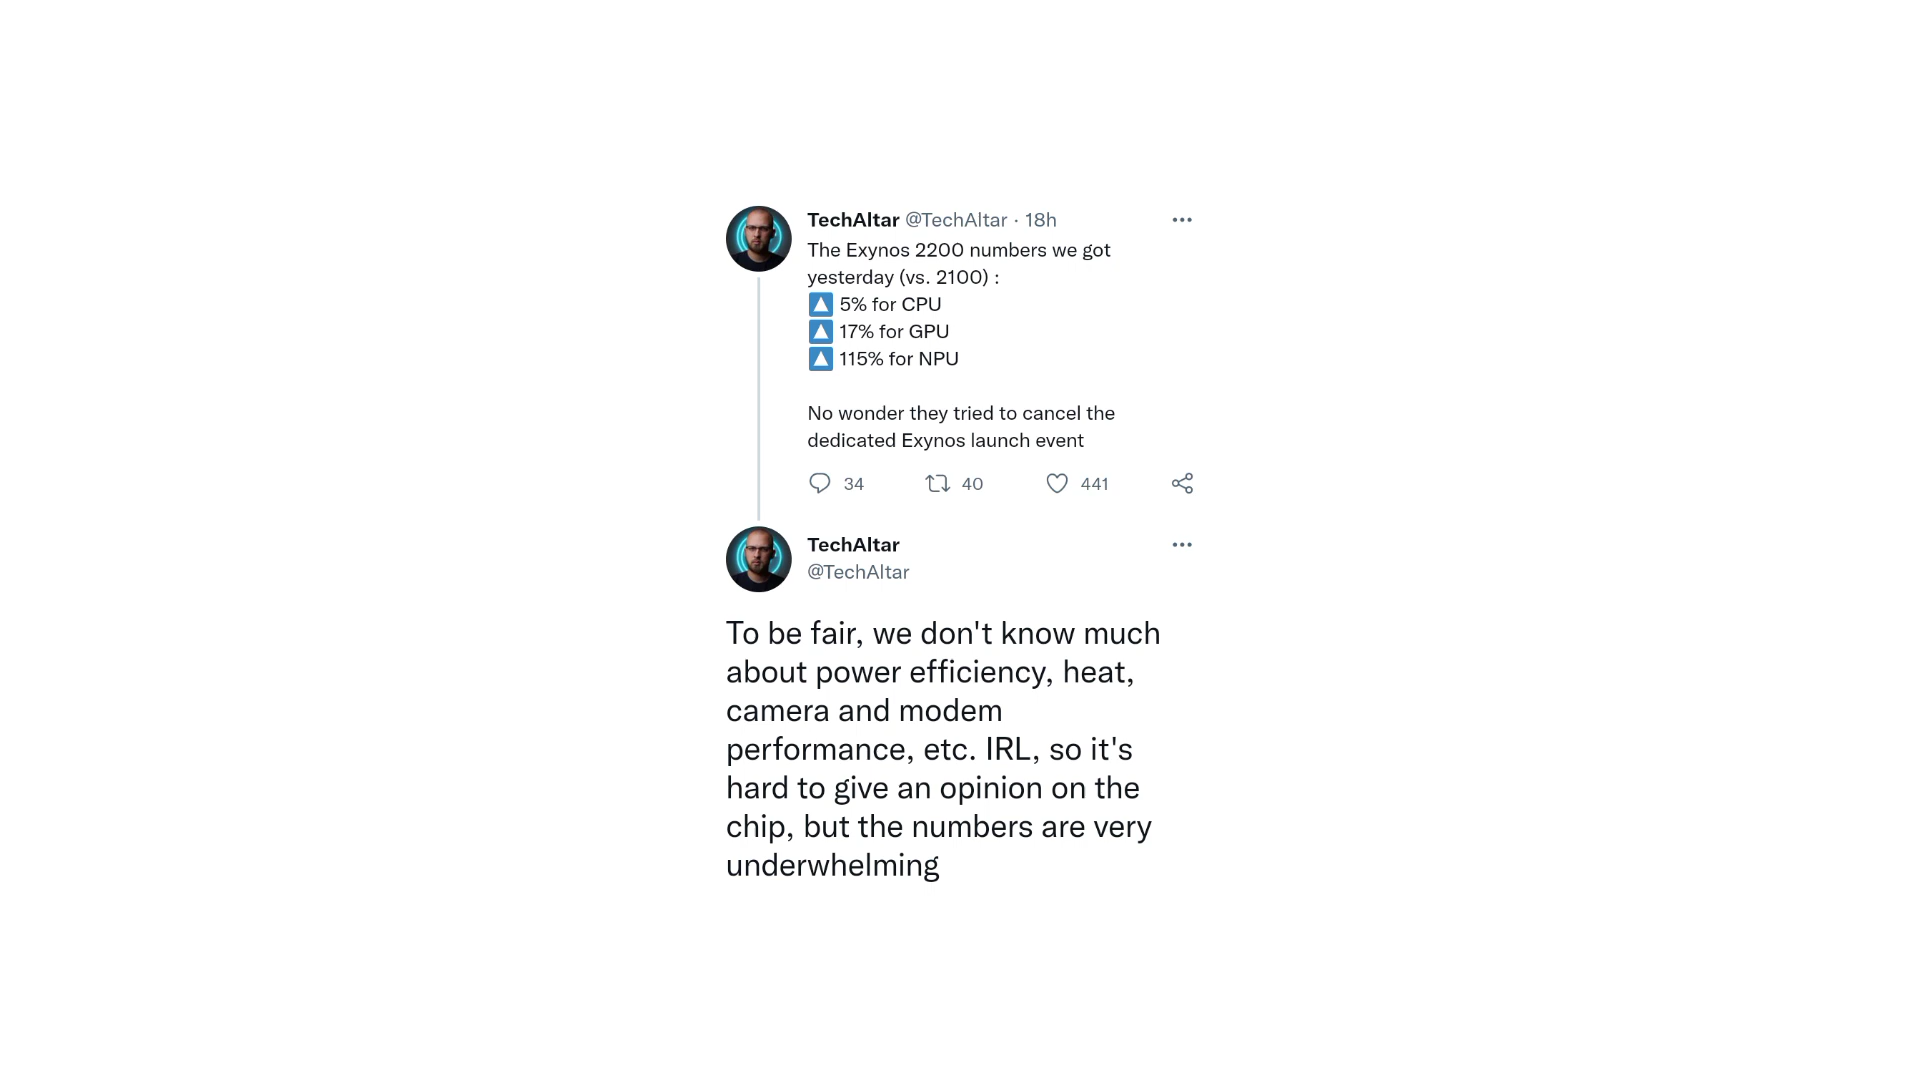 TechAltar @TechAltar · 18h
The Exynos 2200 numbers we got
yesterday (vs. 2100) :
🔼 5% for CPU
🔼 17% for GPU
🔼 115% for NPU
No wonder they tried to cancel the
dedicated Exynos launch event
34 40 441
TechAltar
@TechAltar
To be fair, we don't know much
about power efficiency, heat,
camera and modem
performance, etc. IRL, so it's
hard to give an opinion on the
chip, but the numbers are very
underwhelming